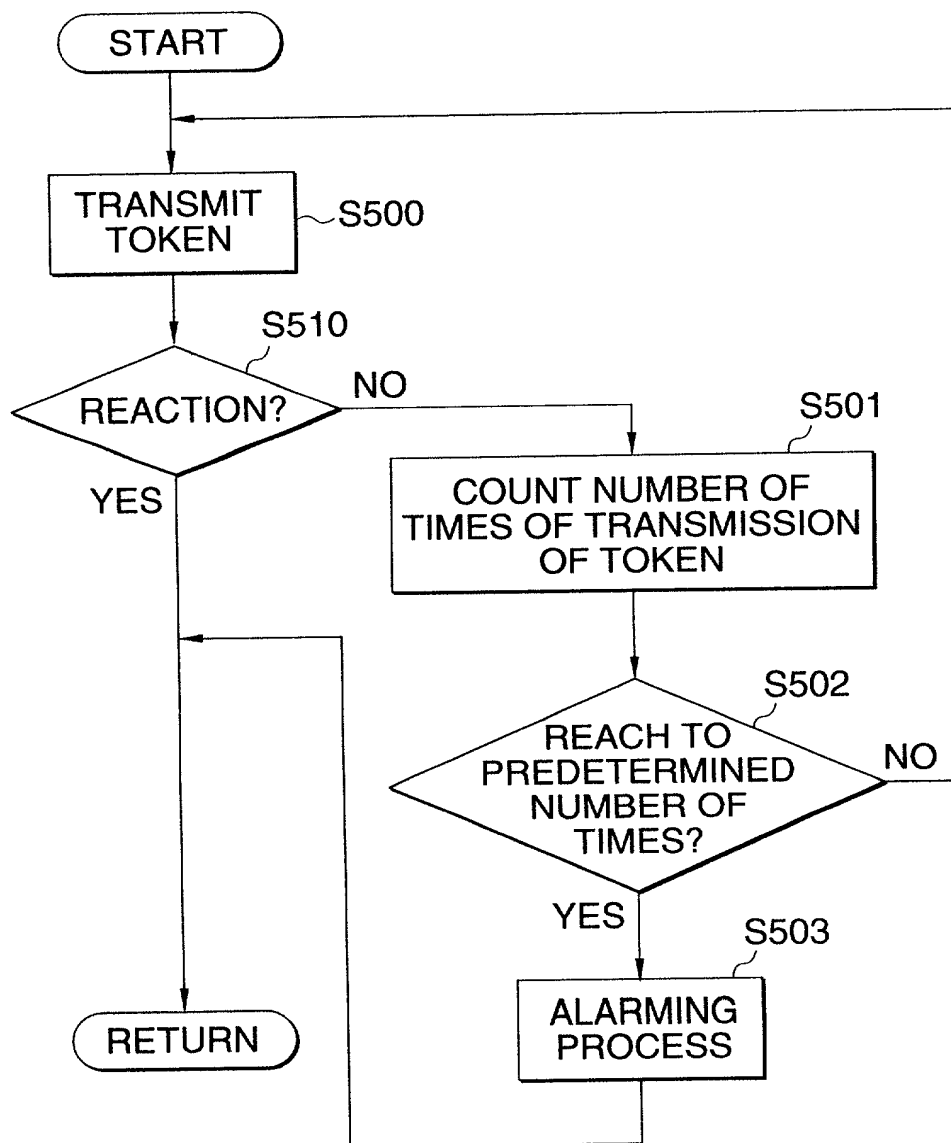 START
TRANSMIT
TOKEN
S500
S510
REACTION?
NO
YES
S501
COUNT NUMBER OF
TIMES OF TRANSMISSION
OF TOKEN
S502
REACH TO
PREDETERMINED
NUMBER OF
TIMES?
NO
YES
S503
ALARMING
PROCESS
RETURN